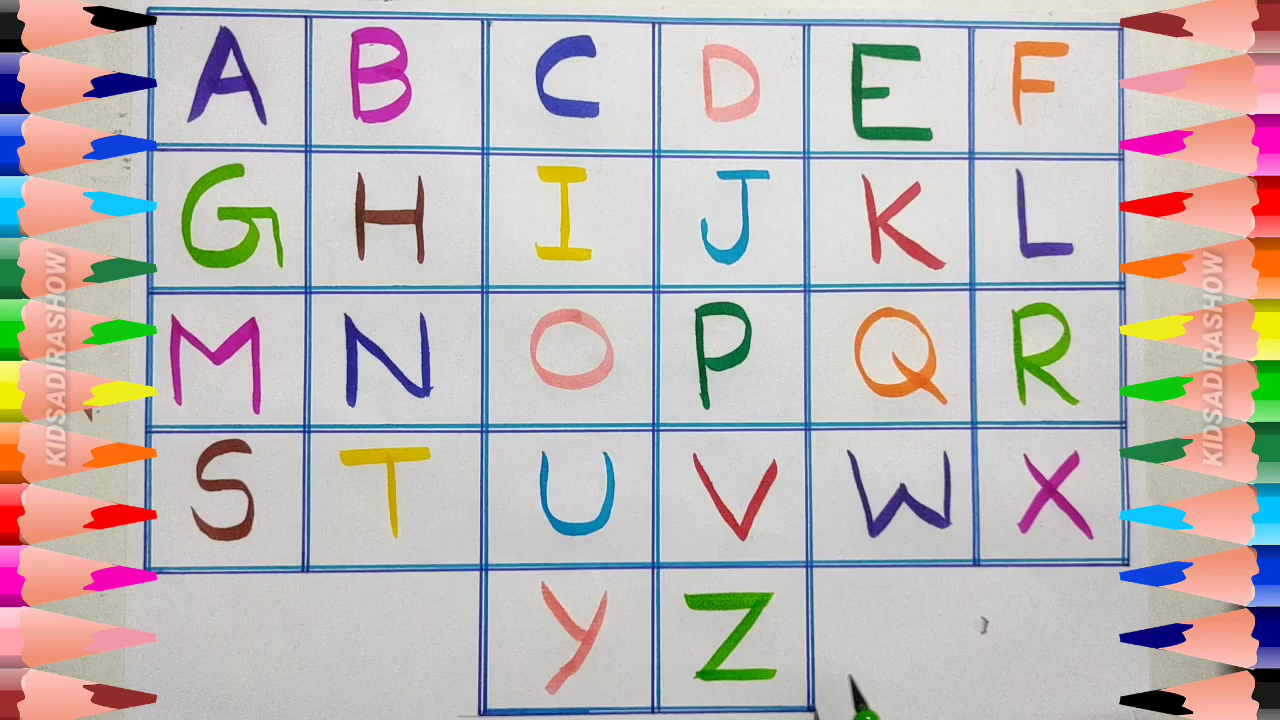 A B C D E F
G H I J K L
M N O P Q R
S T U V W X
Y Z
KIDSADIRASHOW
KIDSADIRASHOW